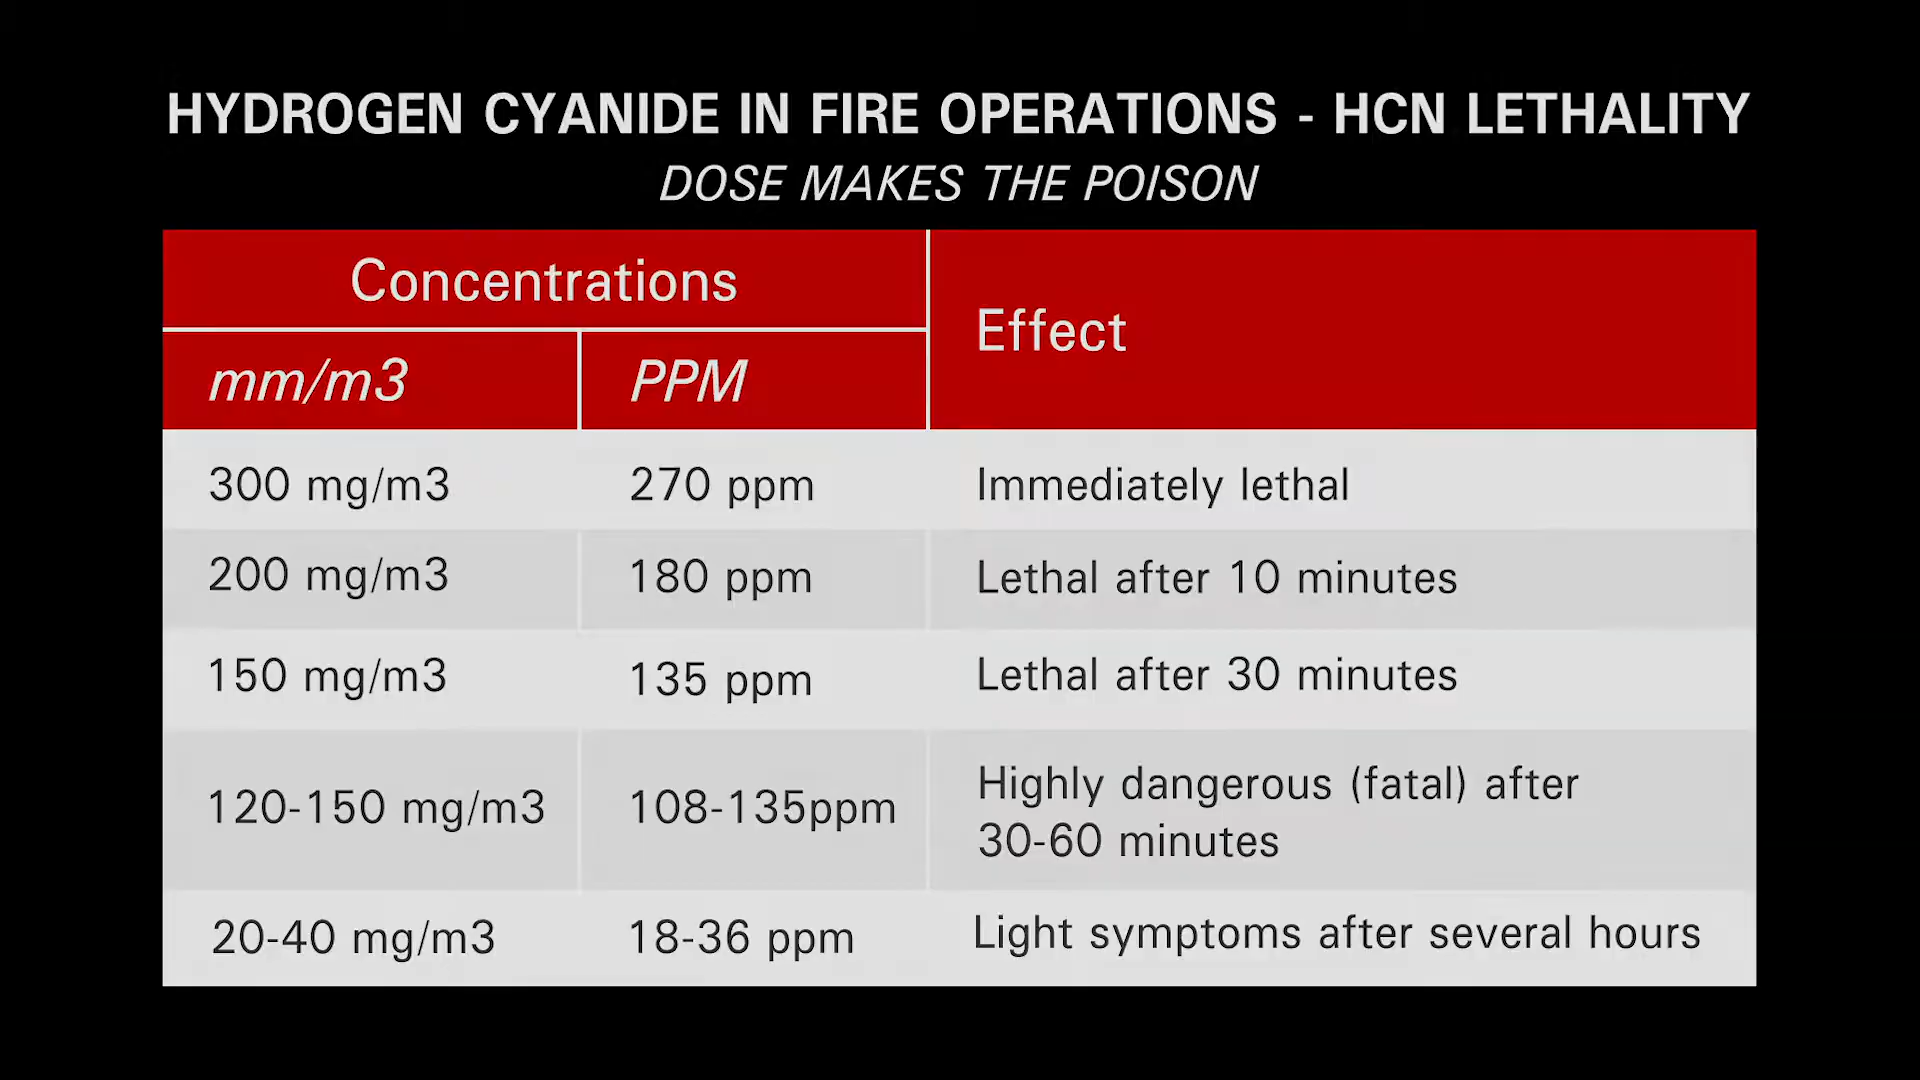 HYDROGEN CYANIDE IN FIRE OPERATIONS - HCN LETHALITY
DOSE MAKES THE POISON
Concentrations
Effect
mm/m3 PPM
300 mg/m3 270 ppm Immediately lethal
200 mg/m3 180 ppm Lethal after 10 minutes
150 mg/m3 135 ppm Lethal after 30 minutes
120-150 mg/m3 108-135ppm Highly dangerous (fatal) after
30-60 minutes
20-40 mg/m3 18-36 ppm Light symptoms after several hours